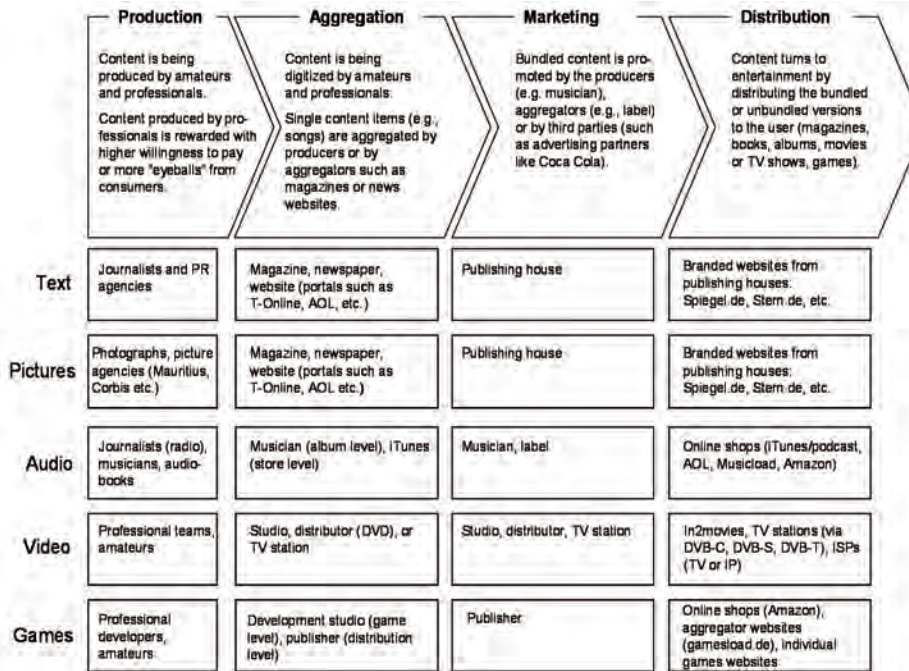 Production
Aggregation
Marketing
Distribution
Content is being
produced by amateurs
and professionals.
Content produced by pro-
fessionals is rewarded with
higher willingness to pay
or more "eyeballs" from
consumers.
Content is being
digitized by amateurs
and professionals.
Single content items (e.g.,
songs) are aggregated by
producers or by
aggregators such as
magazines or news
websites.
Bundled content is pro-
moted by the producers
(e.g. musician),
aggregators (e.g., label)
or by third parties (such
as advertising partners
like Coca Cola).
Content turns to
entertainment by
distributing the bundled
or unbundled versions
to the user (magazines,
books, albums, movies
or TV shows, games).
Text
Journalists and PR
agencies
Magazine, newspaper,
website (portals such as
T-Online, AOL, etc.)
Publishing house
Branded websites from
publishing houses:
Spiegel.de, Stern.de, etc.
Pictures
Photographs, picture
agencies (Mauritius,
Corbis etc.)
Magazine, newspaper,
website (portals such as
T-Online, AOL etc.)
Publishing house
Branded websites from
publishing houses:
Spiegel.de, Stern.de, etc.
Audio
Journalists (radio),
musicians, audio-
books
Musician (album level), iTunes
(store level)
Musician, label
Online shops (iTunes/podcast,
AOL, Musicload, Amazon)
Video
Professional teams,
amateurs
Studio, distributor (DVD), or
TV station
Studio, distributor, TV station
In2movies, TV stations (via
DVB-C, DVB-S, DVB-T), ISPs
(TV or IP)
Games
Professional
developers,
amateurs
Development studio (game
level), publisher (distribution
level)
Publisher
Online shops (Amazon),
aggregator websites
(gamesload.de), individual
games websites